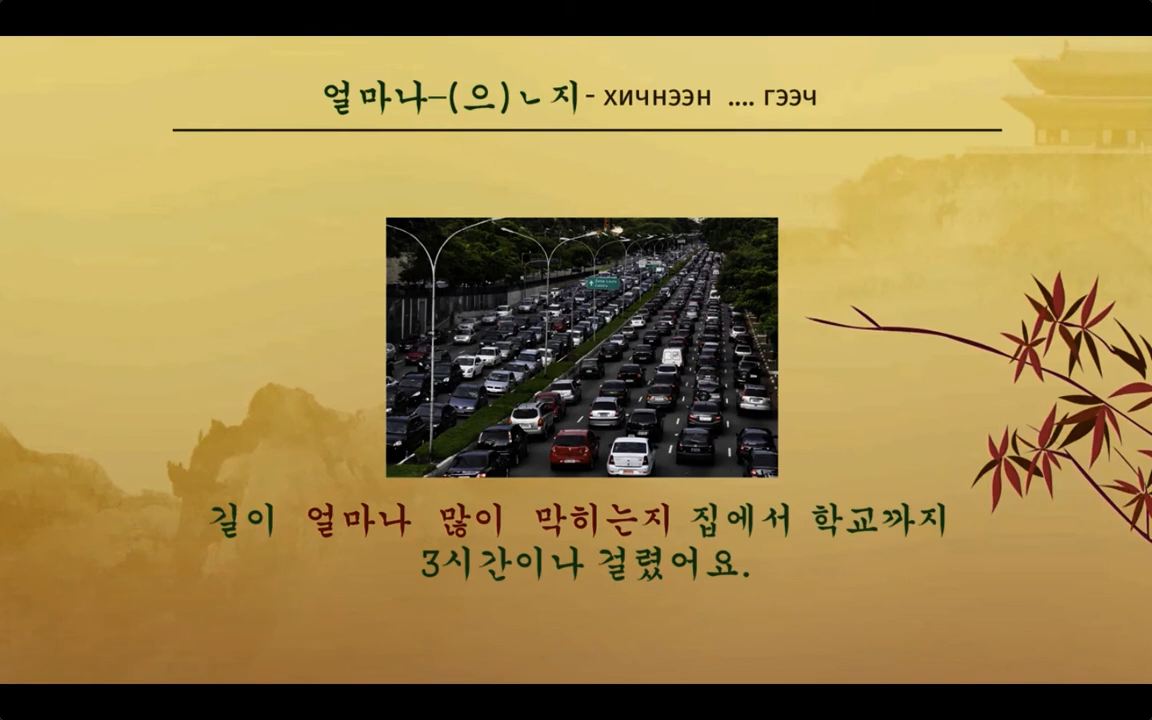 얼마나–(으)ㄴ지- хичнээн .... гээч
길이 얼마나 많이 막히는지 집에서 학교까지
3시간이나 걸렸어요.